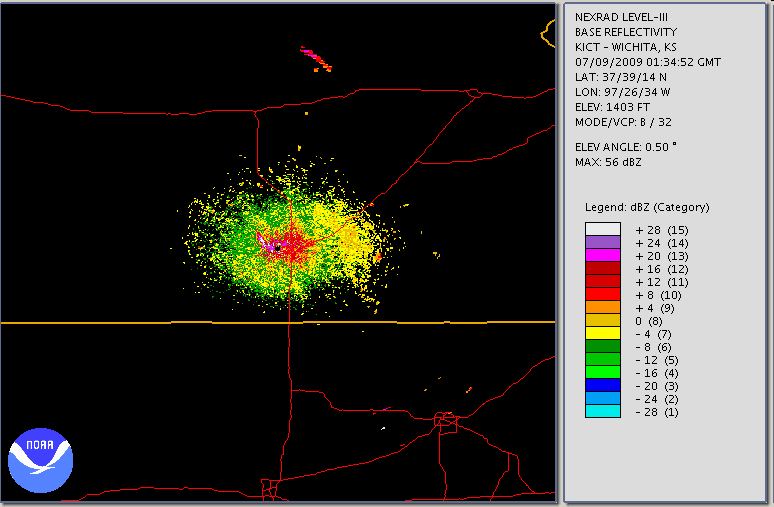 NEXRAD LEVEL-III
BASE REFLECTIVITY
KICT - WICHITA, KS
07/09/2009 01:34:52 GMT
LAT: 37/39/14 N
LON: 97/26/34 W
ELEV: 1403 FT
MODE/VCP: B / 32
ELEV ANGLE: 0.50 °
MAX: 56 dBZ
Legend: dBZ (Category)
+ 28 (15)
+ 24 (14)
+ 20 (13)
+ 16 (12)
+ 12 (11)
+ 8 (10)
+ 4 (9)
0 (8)
- 4 (7)
- 8 (6)
- 12 (5)
- 16 (4)
- 20 (3)
- 24 (2)
- 28 (1)
NOAA